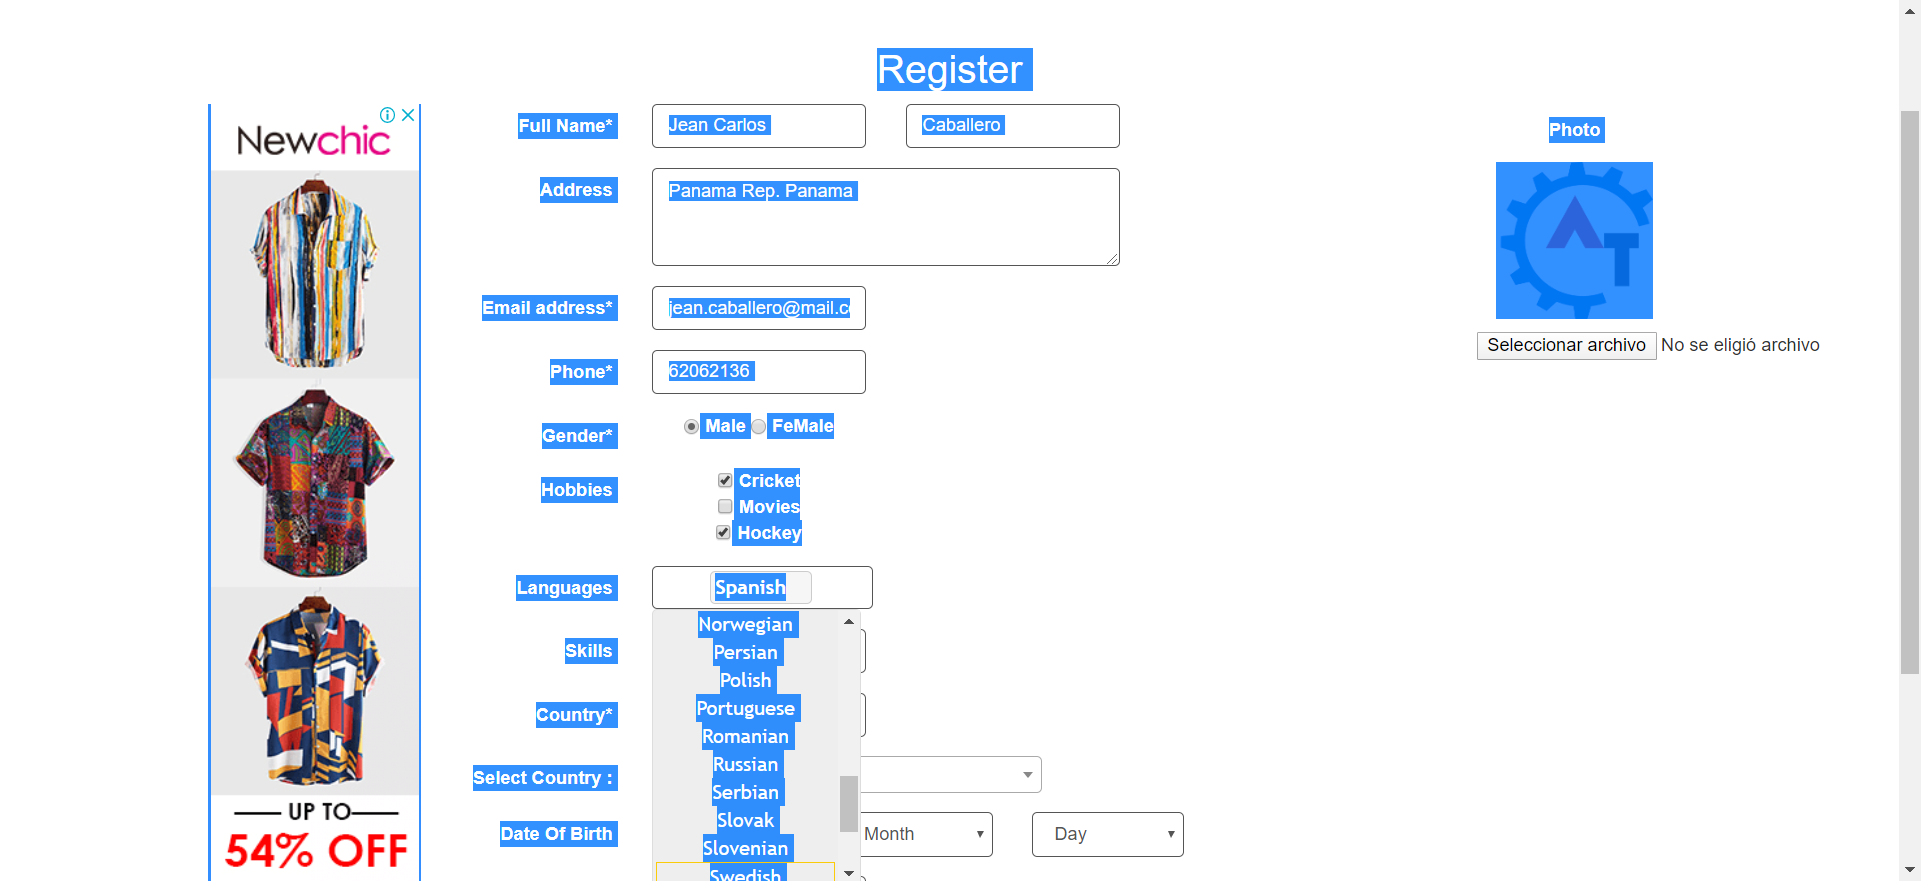 Register
Newchic
UP TO
54% OFF
Full Name*
Jean Carlos
Caballero
Address
Panama Rep. Panama
Email address*
jean.caballero@mail.c
Phone*
62062136
Gender*
Male FeMale
Hobbies
Cricket
Movies
Hockey
Languages
Spanish
Norwegian
Persian
Polish
Portuguese
Romanian
Russian
Serbian
Slovak
Slovenian
Swedish
Skills
Country*
Select Country :
Date Of Birth
Month
Day
Photo
AT
Seleccionar archivo No se eligió archivo